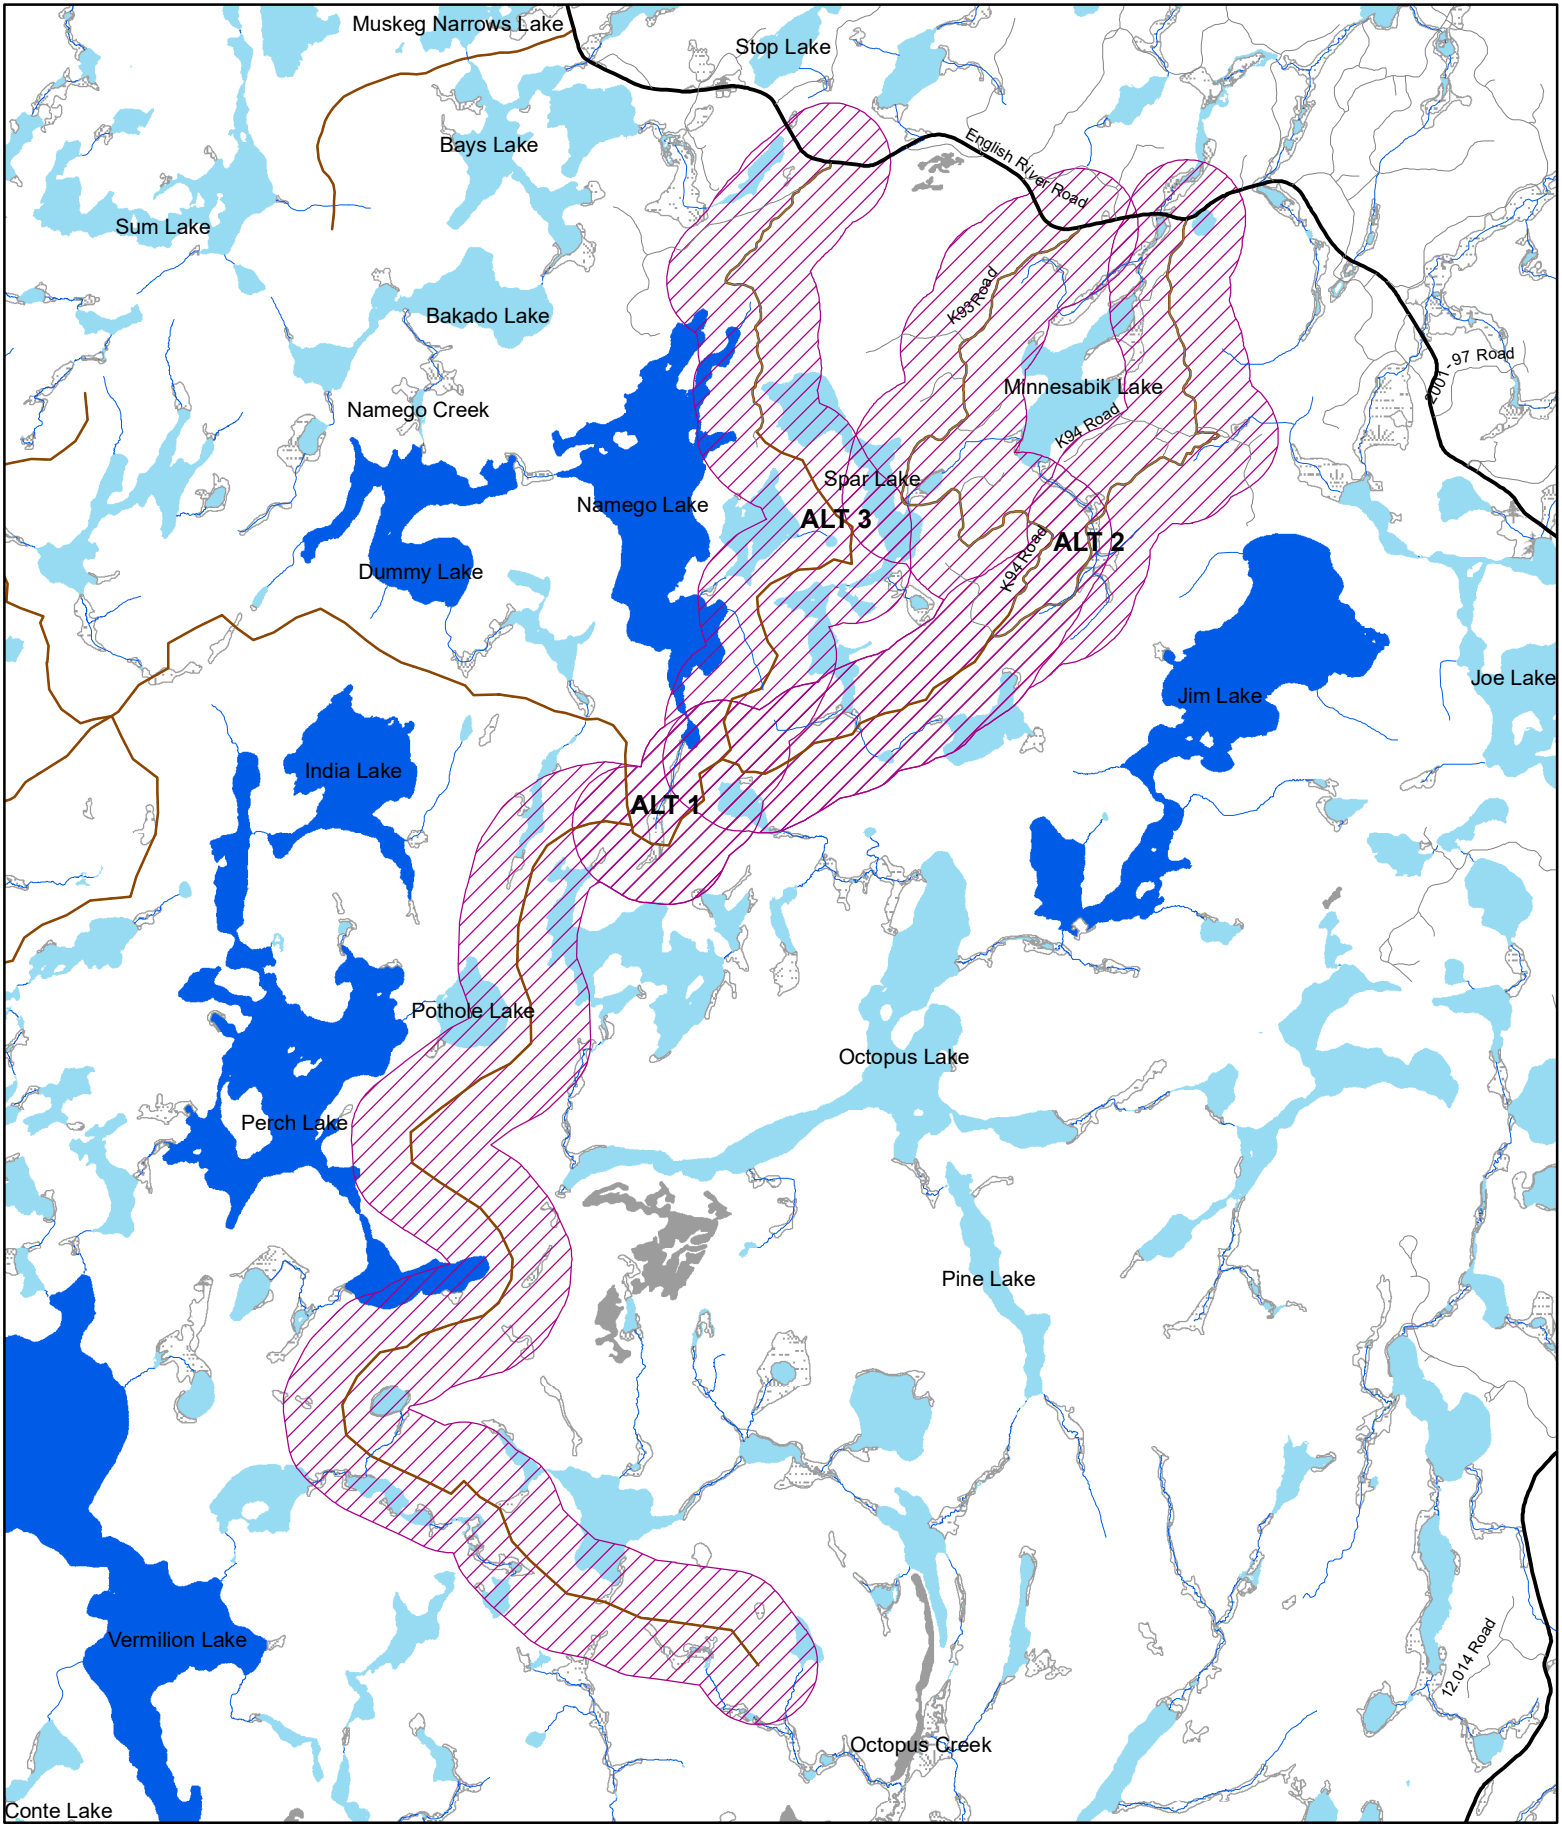 Muskeg Narrows Lake
Stop Lake
Bays Lake
English River Road
Sum Lake
K93 Road
Bakado Lake
2001-97 Road
Minnesabik Lake
Namego Creek
K94 Road
Spar Lake
Namego Lake
ALT 3
ALT 2
K94 Road
Dummy Lake
Joe Lake
Jim Lake
India Lake
ALT 1
Pothole Lake
Octopus Lake
Perch Lake
Pine Lake
Vermilion Lake
12.014 Road
Octopus Creek
Conte Lake